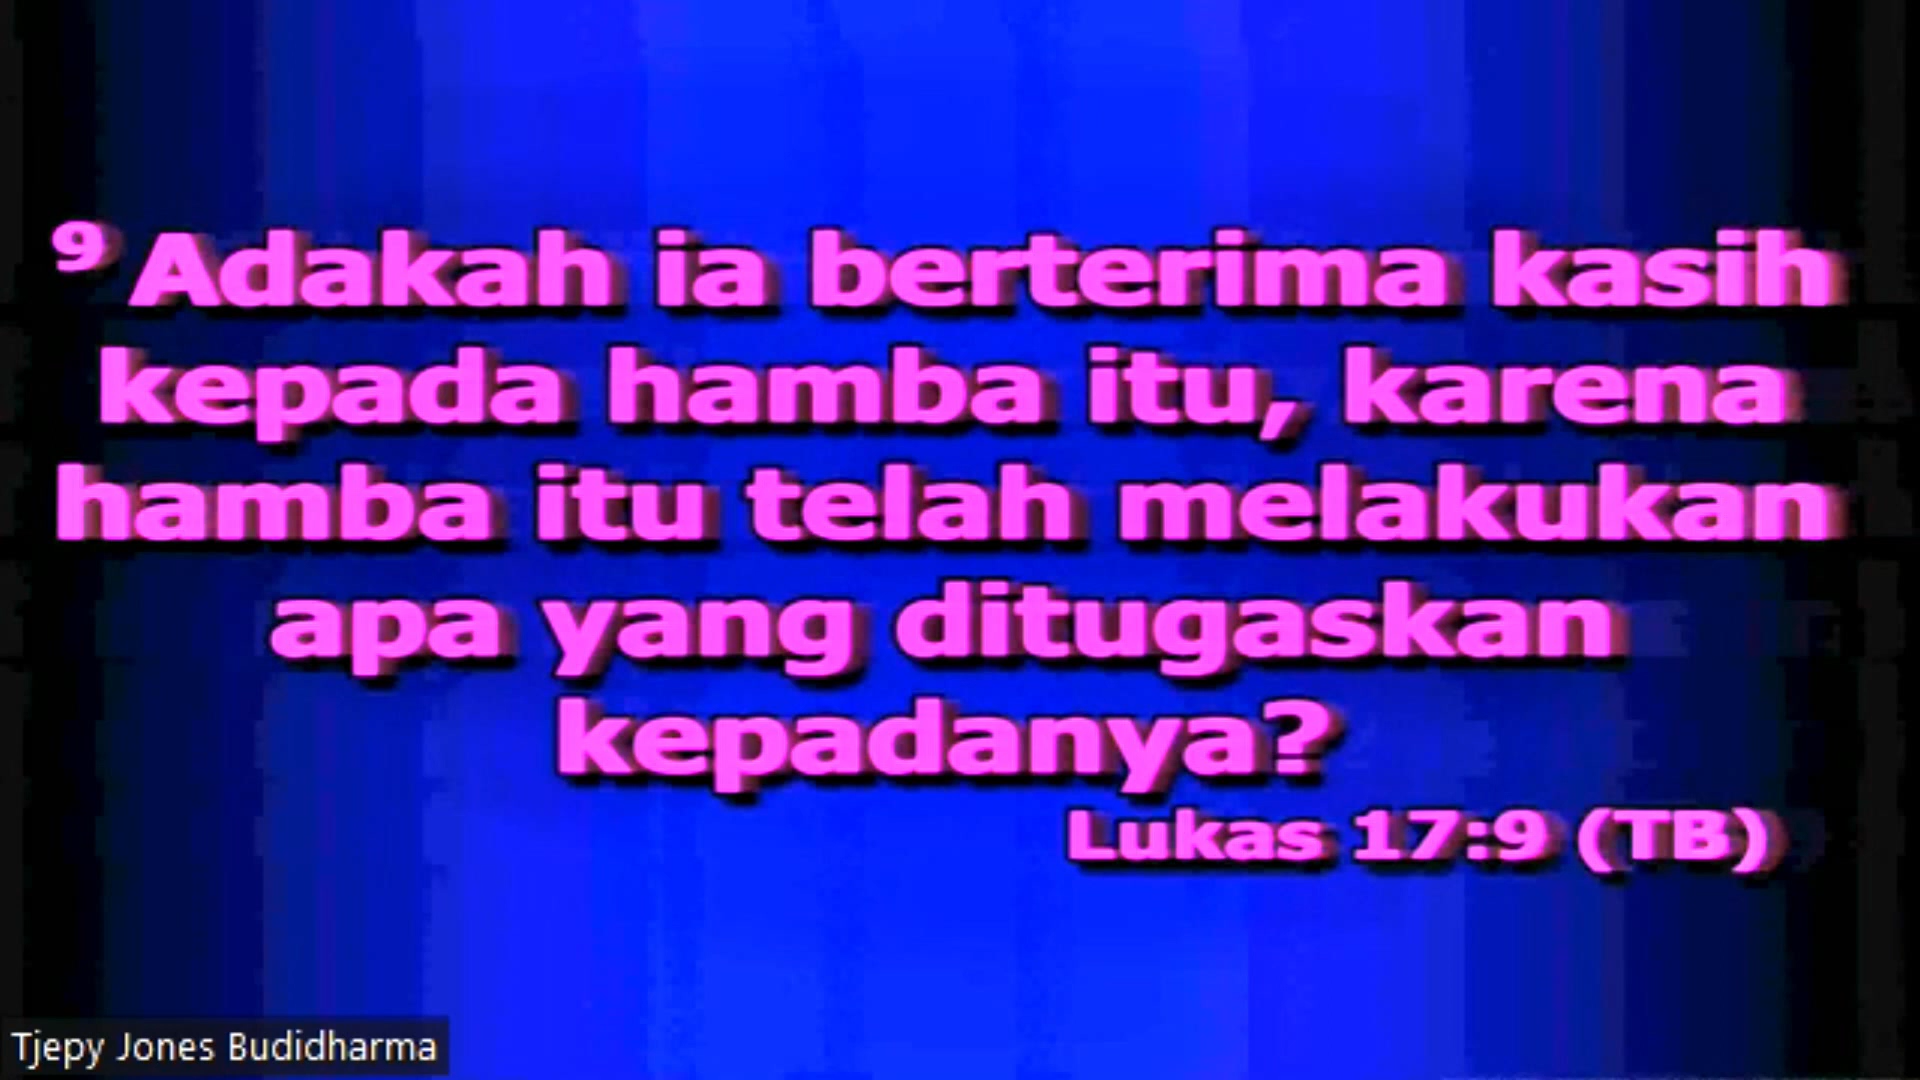 9 Adakah ia berterima kasih
kepada hamba itu, karena
hamba itu telah melakukan
apa yang ditugaskan
kepadanya?
Lukas 17:9 (TB)
Tjepy Jones Budidharma